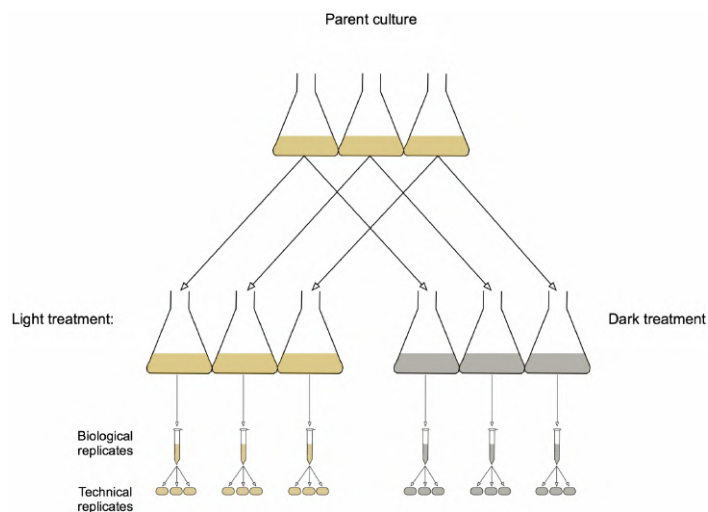 Parent culture
Light treatment:
Dark treatment
Biological
replicates
Technical
replicates